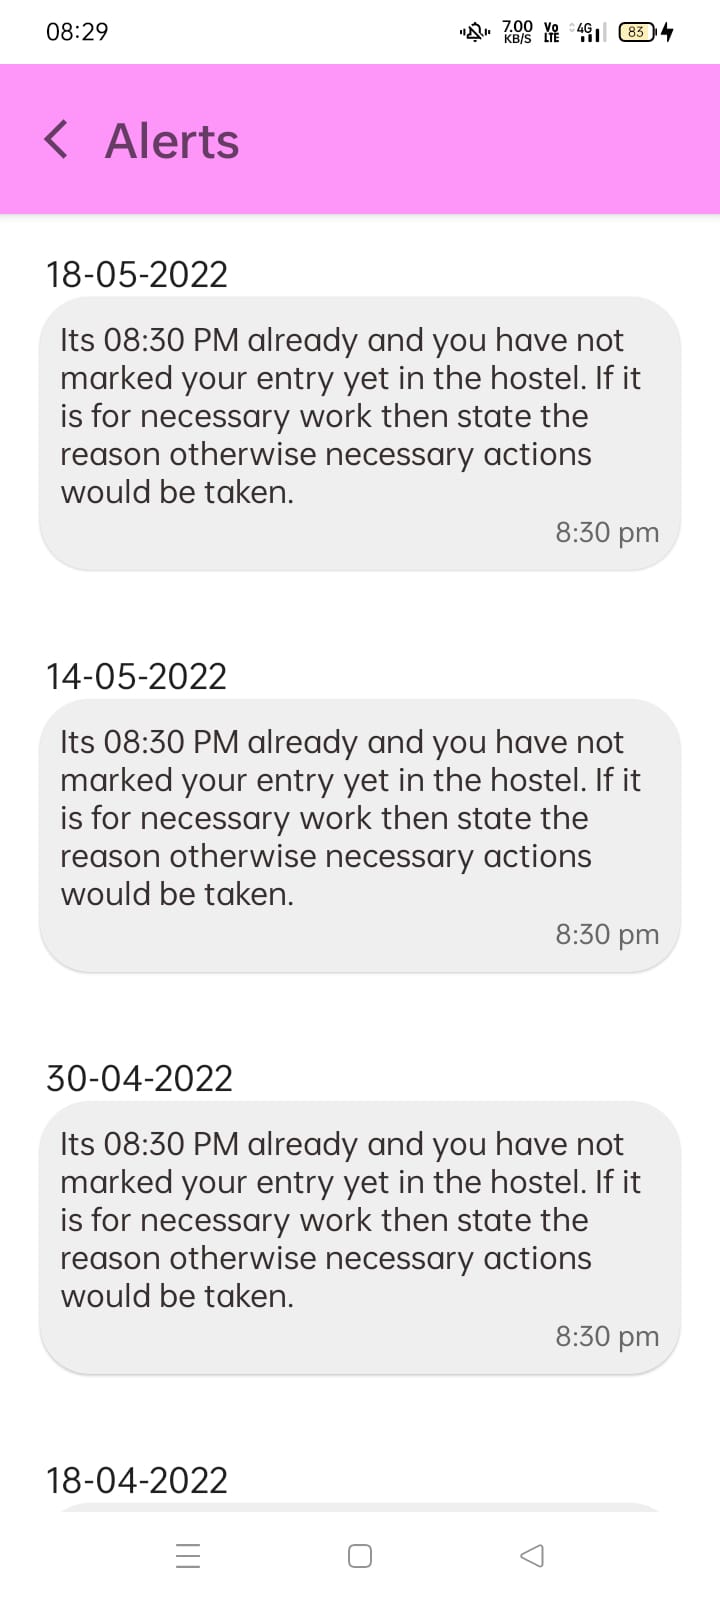 08:29 7.00 KB/S Vo LTE 4G 83
Alerts
18-05-2022
Its 08:30 PM already and you have not
marked your entry yet in the hostel. If it
is for necessary work then state the
reason otherwise necessary actions
would be taken.
8:30 pm
14-05-2022
Its 08:30 PM already and you have not
marked your entry yet in the hostel. If it
is for necessary work then state the
reason otherwise necessary actions
would be taken.
8:30 pm
30-04-2022
Its 08:30 PM already and you have not
marked your entry yet in the hostel. If it
is for necessary work then state the
reason otherwise necessary actions
would be taken.
8:30 pm
18-04-2022